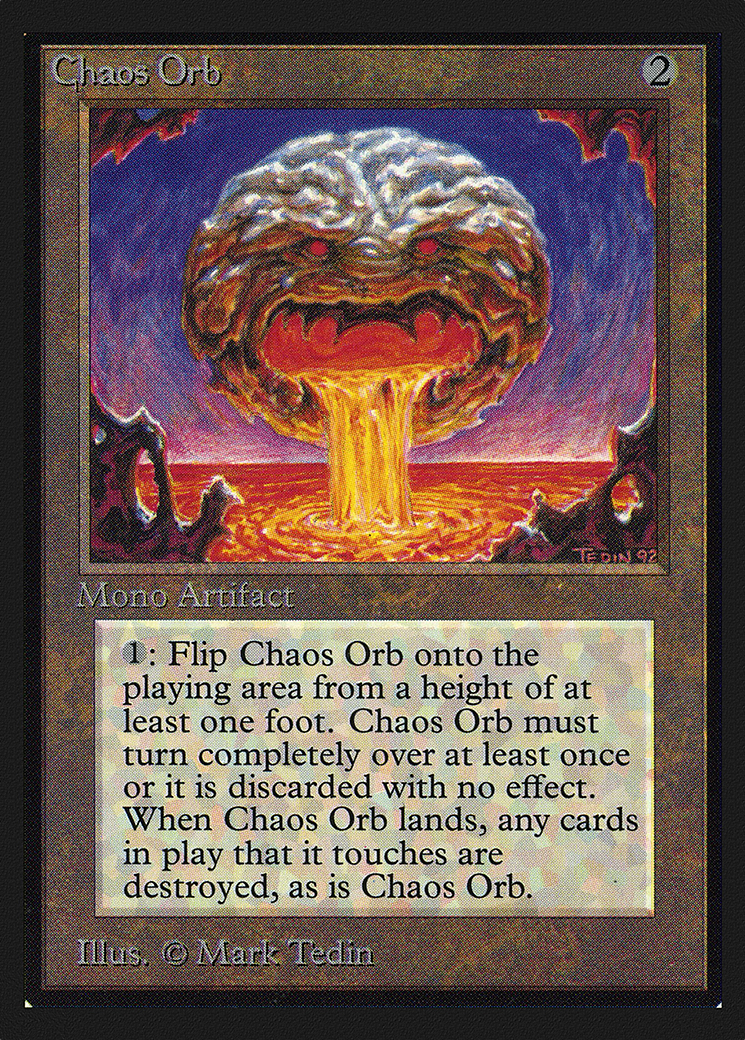 Chaos Orb 2
TEDIN 92
Mono Artifact
1: Flip Chaos Orb onto the
playing area from a height of at
least one foot. Chaos Orb must
turn completely over at least once
or it is discarded with no effect.
When Chaos Orb lands, any cards
in play that it touches are
destroyed, as is Chaos Orb.
Illus. © Mark Tedin